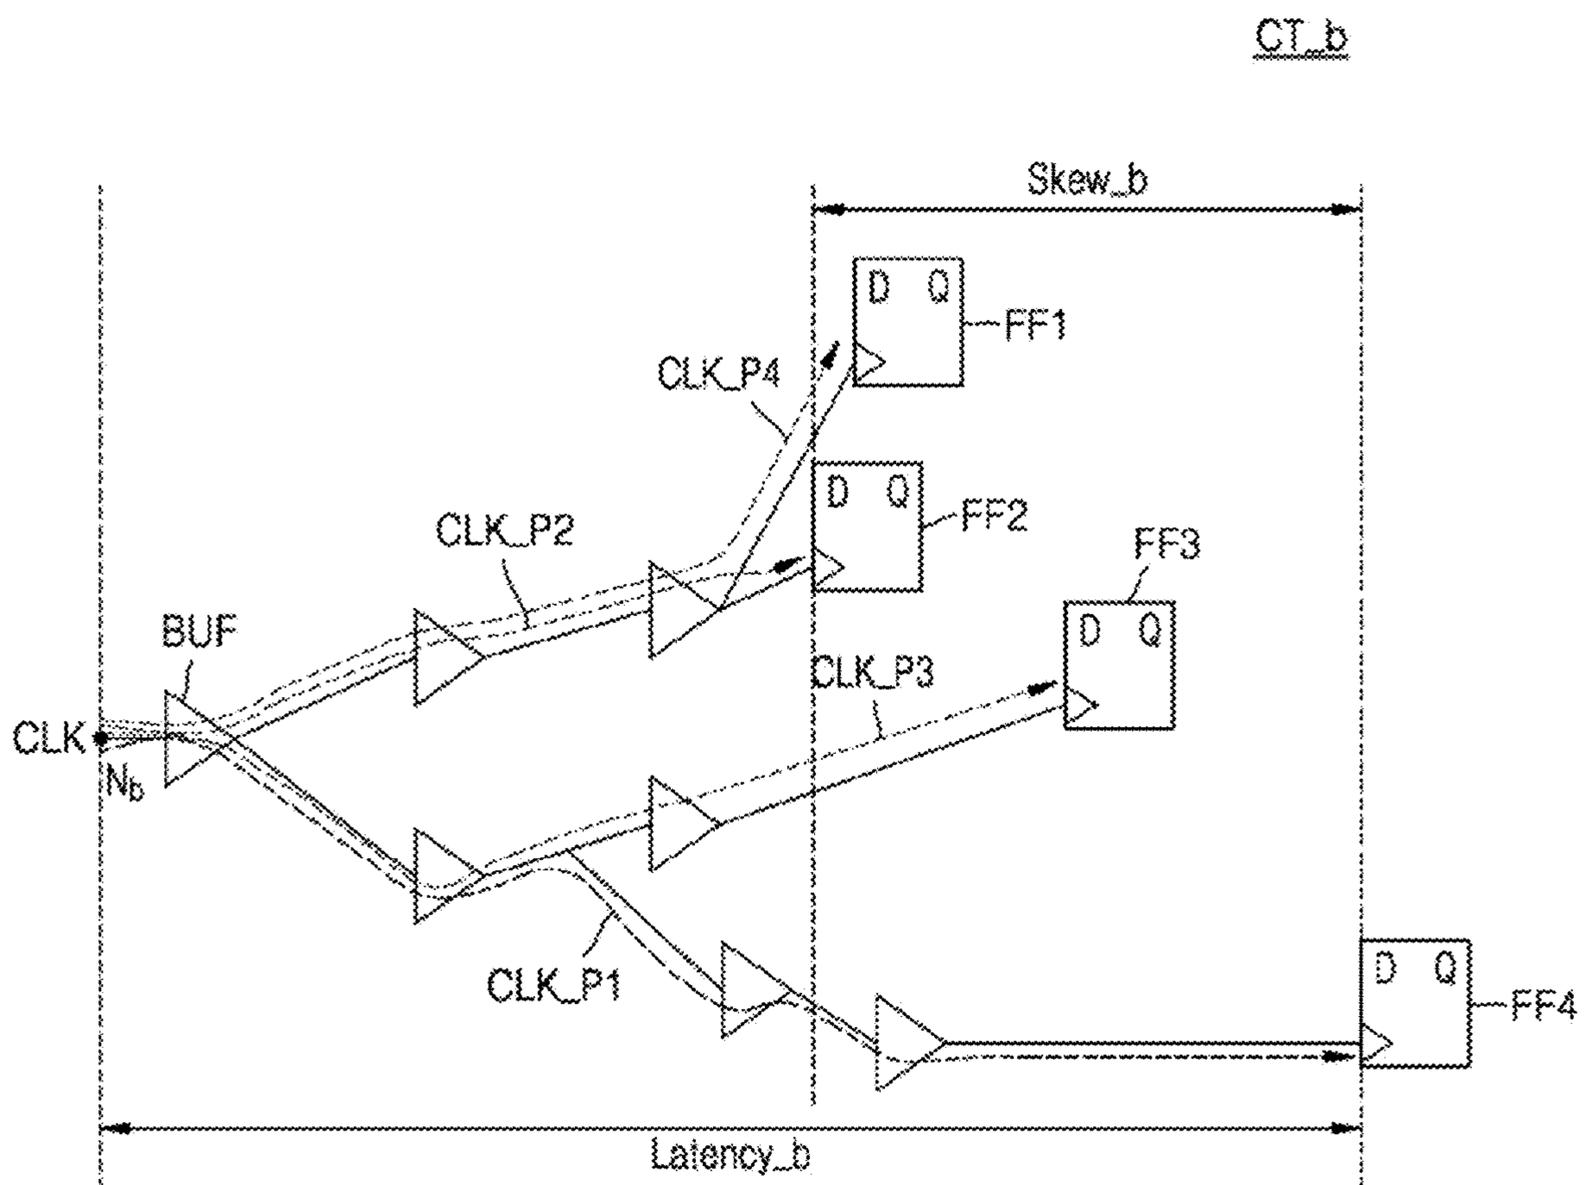 CT_b
Skew_b
D Q
FF1
CLK_P4
D Q
FF2
CLK_P2
FF3
D Q
BUF
CLK_P3
CLK
Nb
CLK_P1
D Q
FF4
Latency_b